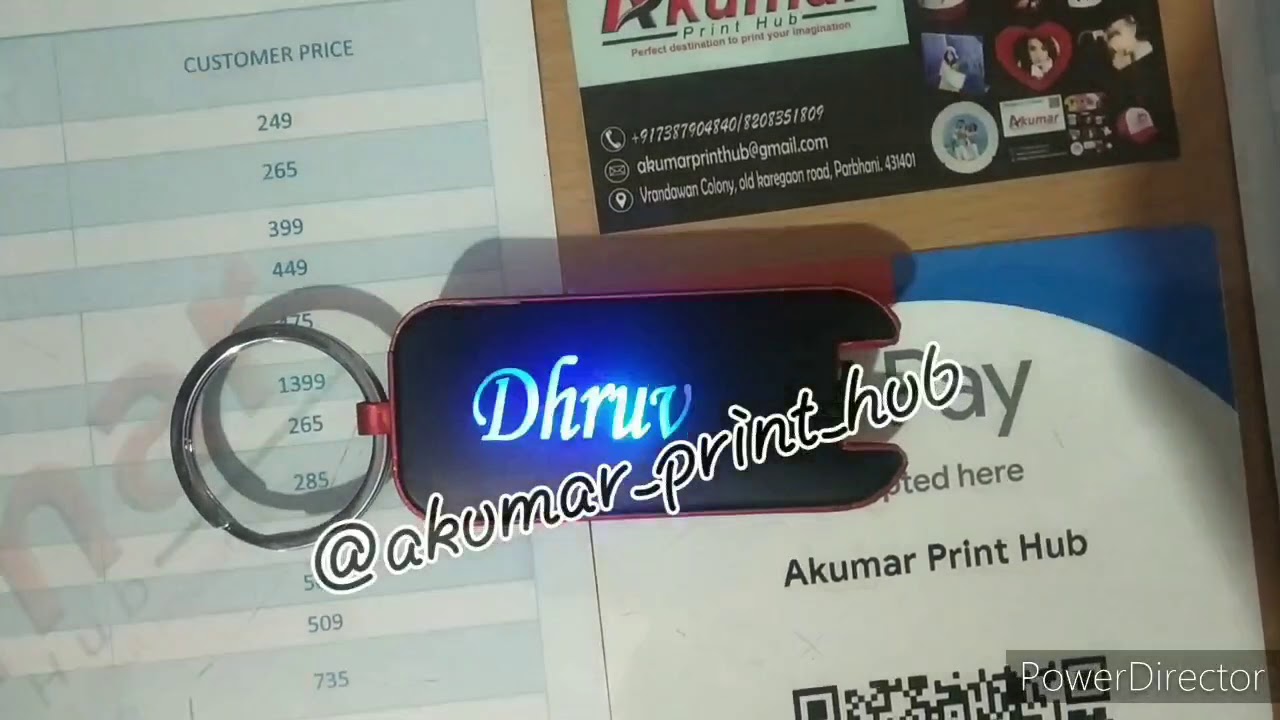 CUSTOMER PRICE
249
265
399
449
1399
265
285
509
735
Akumar
Print Hub
Perfect destination to print your imagination
+917387904840/8208351809
akumarprinthub@gmail.com
Vrandawan Colony, old karegaon road, Parbhani. 431401
Akumar
Dhruv
@akumar_print_hub
Pay
here
Akumar Print Hub
PowerDirector